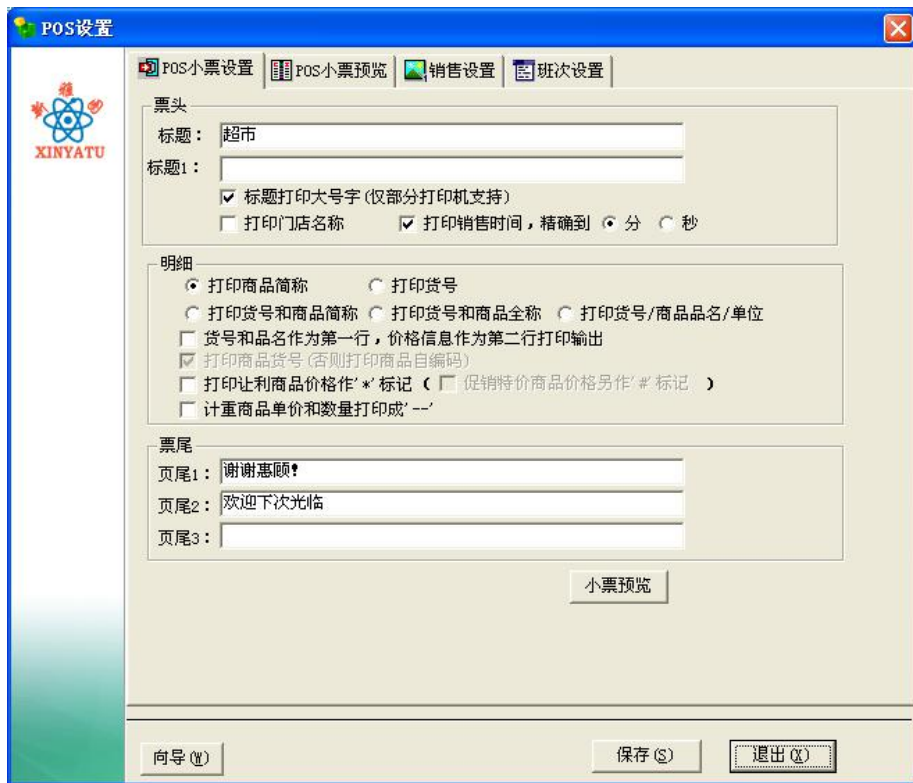 POS设置
新雅图
XINYATU
POS小票设置 POS小票预览 销售设置 班次设置
票头
标题： 超市
标题1：
标题打印大号字(仅部分打印机支持)
打印门店名称 打印销售时间，精确到 分 秒
明细
打印商品简称 打印货号
打印货号和商品简称 打印货号和商品全称 打印货号/商品品名/单位
货号和品名作为第一行，价格信息作为第二行打印输出
打印商品货号(否则打印商品自编码)
打印让利商品价格作'*'标记 ( 促销特价商品价格另作'#'标记 )
计重商品单价和数量打印成'--'
票尾
页尾1： 谢谢惠顾!
页尾2： 欢迎下次光临
页尾3：
小票预览
向导(W) 保存(S) 退出(X)